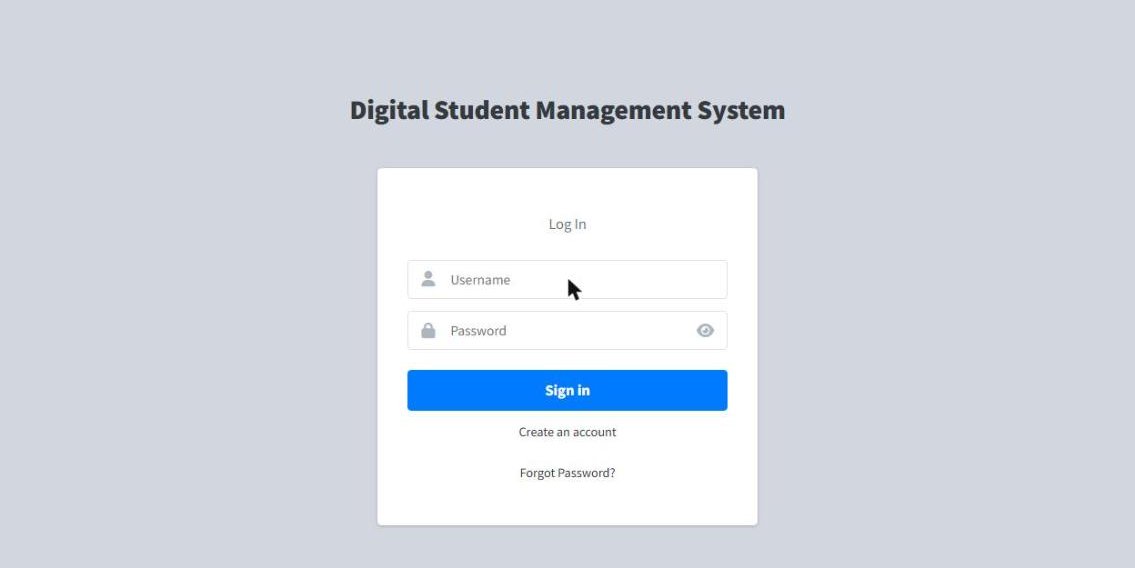 Digital Student Management System
Log In
Username
Password
Sign in
Create an account
Forgot Password?